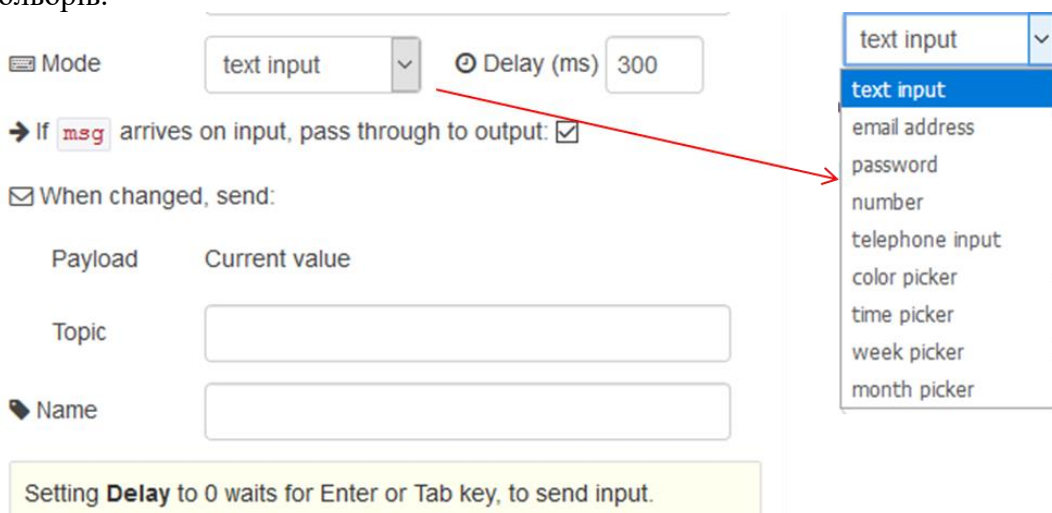 Mode text input Delay (ms) 300
If msg arrives on input, pass through to output:
When changed, send:
Payload Current value
Topic
Name
Setting Delay to 0 waits for Enter or Tab key, to send input.
text input
text input
email address
password
number
telephone input
color picker
time picker
week picker
month picker